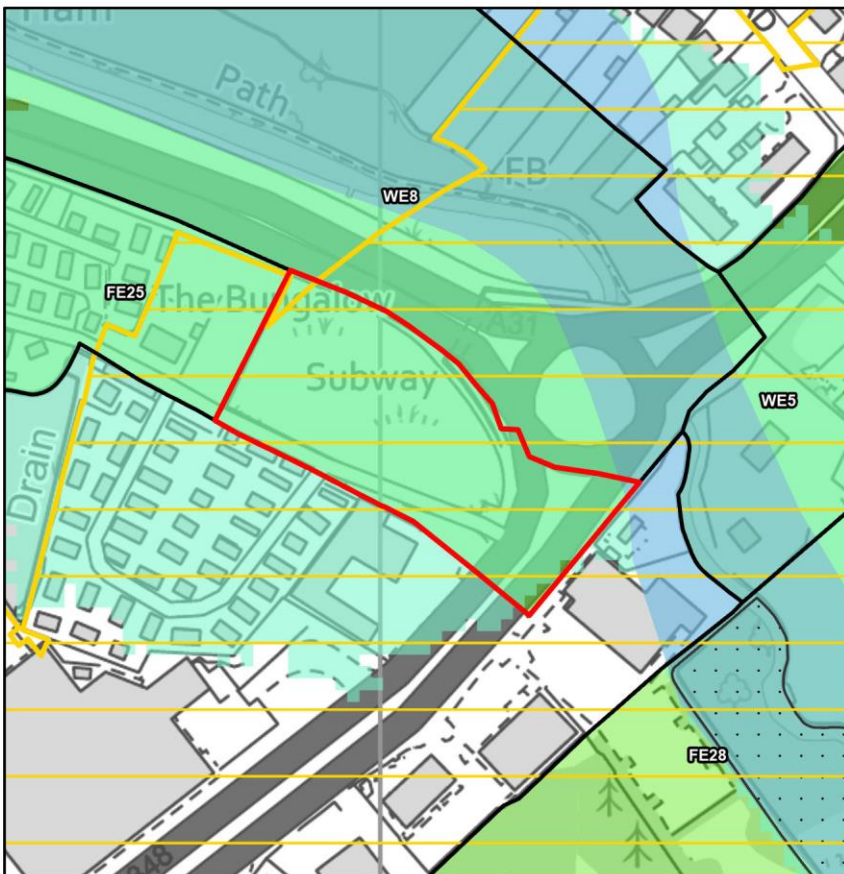 Path
FB
WE8
FE25
The Bungalow
A31
Subway
WE5
Drain
FE28